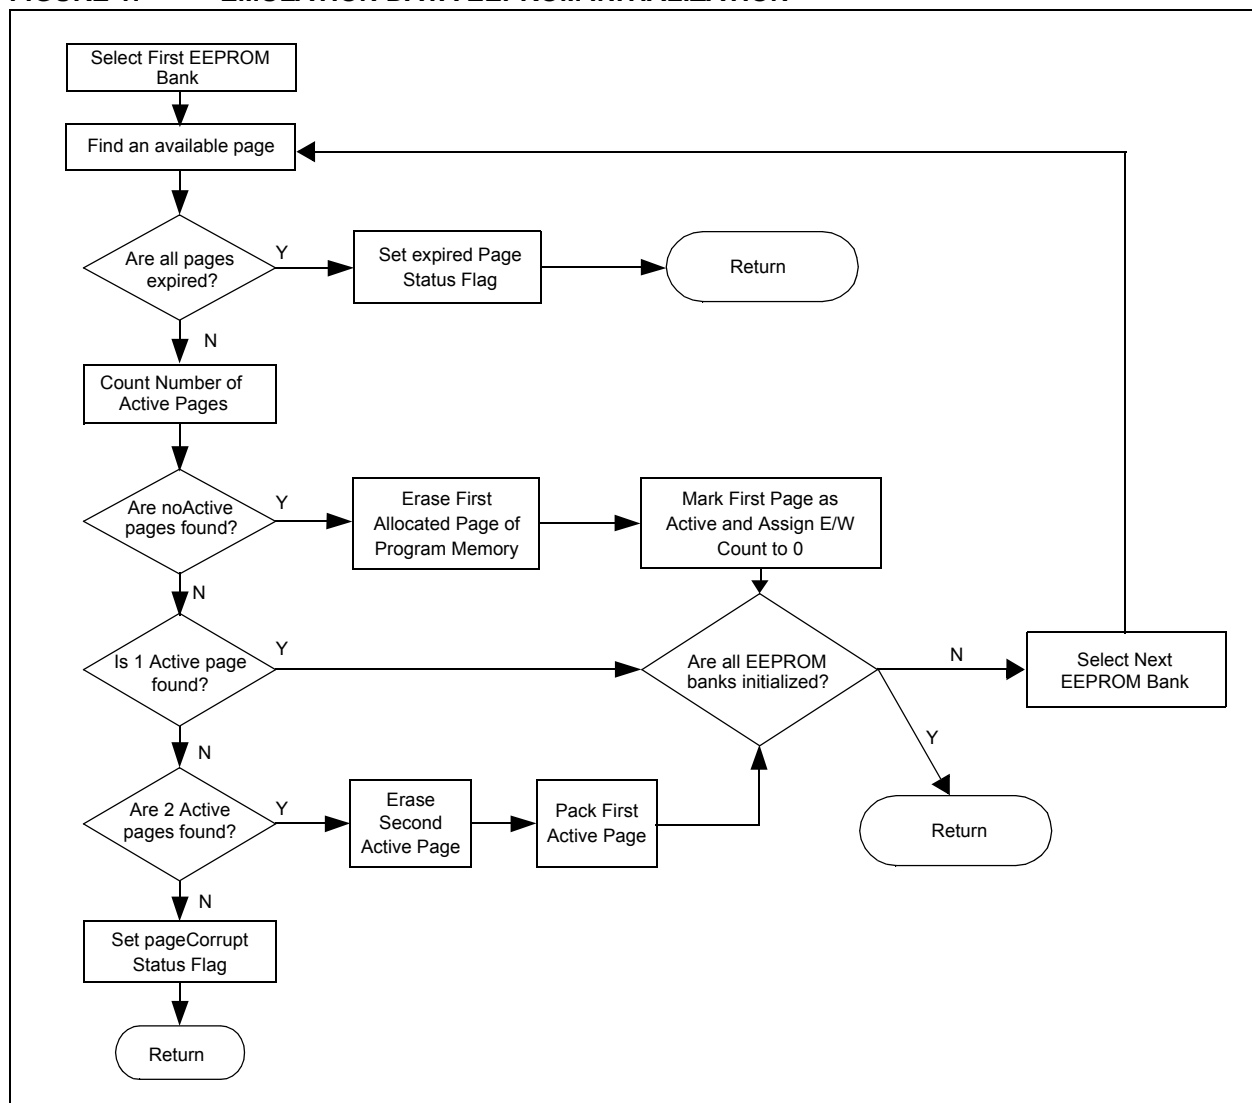 Select First EEPROM
Bank
Find an available page
Are all pages
expired?
Y
Set expired Page
Status Flag
Return
N
Count Number of
Active Pages
Are noActive
pages found?
Y
Erase First
Allocated Page of
Program Memory
Mark First Page as
Active and Assign E/W
Count to 0
N
Is 1 Active page
found?
Y
Are all EEPROM
banks initialized?
N
Select Next
EEPROM Bank
Y
Return
N
Are 2 Active
pages found?
Y
Erase
Second
Active Page
Pack First
Active Page
N
Set pageCorrupt
Status Flag
Return